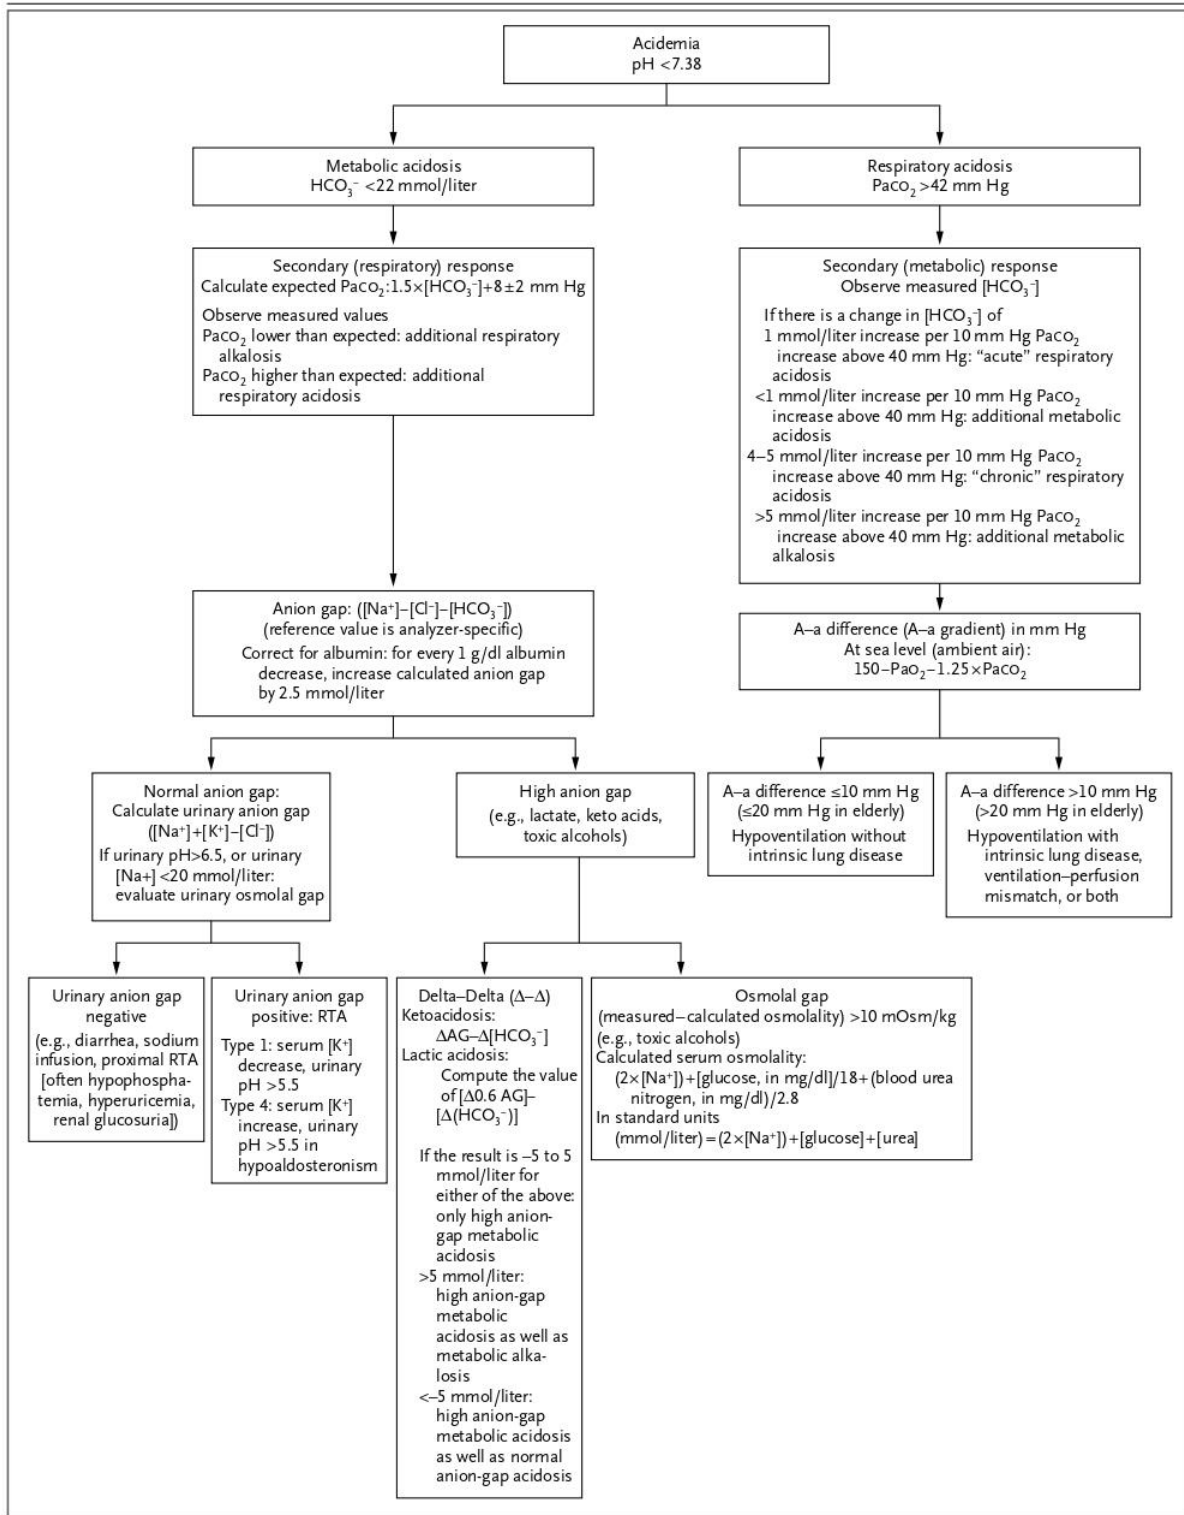 Acidemia
pH <7.38
Metabolic acidosis
HCO₃⁻ <22 mmol/liter
Respiratory acidosis
Paco₂ >42 mm Hg
Secondary (respiratory) response
Calculate expected Paco₂:1.5×[HCO₃⁻]+8±2 mm Hg
Observe measured values
Paco₂ lower than expected: additional respiratory
alkalosis
Paco₂ higher than expected: additional
respiratory acidosis
Secondary (metabolic) response
Observe measured [HCO₃⁻]
If there is a change in [HCO₃⁻] of
1 mmol/liter increase per 10 mm Hg Paco₂
increase above 40 mm Hg: “acute” respiratory
acidosis
<1 mmol/liter increase per 10 mm Hg Paco₂
increase above 40 mm Hg: additional metabolic
acidosis
4–5 mmol/liter increase per 10 mm Hg Paco₂
increase above 40 mm Hg: “chronic” respiratory
acidosis
>5 mmol/liter increase per 10 mm Hg Paco₂
increase above 40 mm Hg: additional metabolic
alkalosis
Anion gap: ([Na⁺]–[Cl⁻]–[HCO₃⁻])
(reference value is analyzer-specific)
Correct for albumin: for every 1 g/dl albumin
decrease, increase calculated anion gap
by 2.5 mmol/liter
A–a difference (A–a gradient) in mm Hg
At sea level (ambient air):
150–PaO₂–1.25×Paco₂
Normal anion gap:
Calculate urinary anion gap
([Na⁺]+[K⁺]–[Cl⁻])
If urinary pH>6.5, or urinary
[Na+] <20 mmol/liter:
evaluate urinary osmolal gap
High anion gap
(e.g., lactate, keto acids,
toxic alcohols)
A–a difference ≤10 mm Hg
(≤20 mm Hg in elderly)
Hypoventilation without
intrinsic lung disease
A–a difference >10 mm Hg
(>20 mm Hg in elderly)
Hypoventilation with
intrinsic lung disease,
ventilation–perfusion
mismatch, or both
Urinary anion gap
negative
(e.g., diarrhea, sodium
infusion, proximal RTA
[often hypophospha-
temia, hyperuricemia,
renal glucosuria])
Urinary anion gap
positive: RTA
Type 1: serum [K⁺]
decrease, urinary
pH >5.5
Type 4: serum [K⁺]
increase, urinary
pH >5.5 in
hypoaldosteronism
Delta–Delta (Δ–Δ)
Ketoacidosis:
ΔAG–Δ[HCO₃⁻]
Lactic acidosis:
Compute the value
of [Δ0.6 AG]–
[Δ(HCO₃⁻)]
If the result is –5 to 5
mmol/liter for
either of the above:
only high anion-
gap metabolic
acidosis
>5 mmol/liter:
high anion-gap
metabolic
acidosis as well as
metabolic alka-
losis
<–5 mmol/liter:
high anion-gap
metabolic acidosis
as well as normal
anion-gap acidosis
Osmolal gap
(measured–calculated osmolality) >10 mOsm/kg
(e.g., toxic alcohols)
Calculated serum osmolality:
(2×[Na⁺])+[glucose, in mg/dl]/18+(blood urea
nitrogen, in mg/dl)/2.8
In standard units
(mmol/liter)=(2×[Na⁺])+[glucose]+[urea]